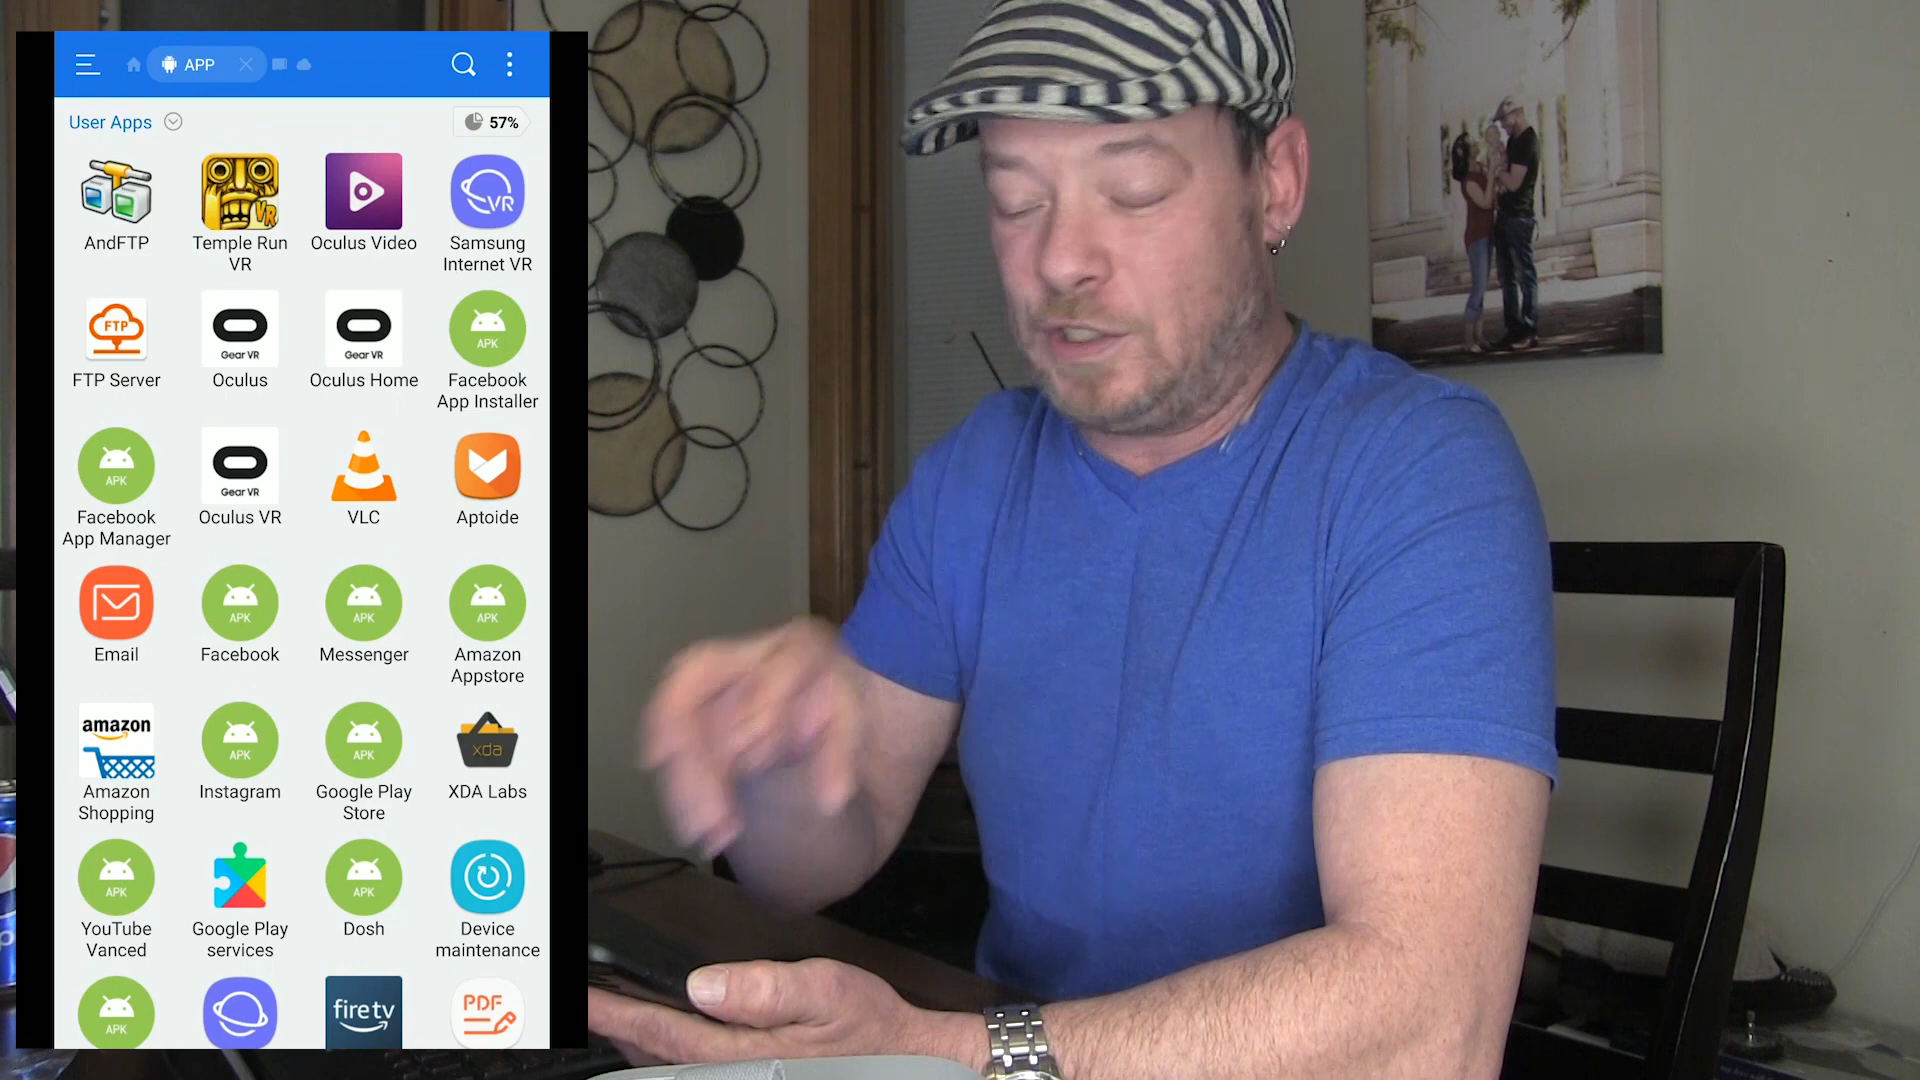 APP
User Apps
57%
VR
VR
AndFTP
Temple Run
VR
Oculus Video
Samsung
Internet VR
FTP
Gear VR
Gear VR
APK
FTP Server
Oculus
Oculus Home
Facebook
App Installer
APK
Gear VR
Facebook
App Manager
Oculus VR
VLC
Aptoide
APK
APK
APK
Email
Facebook
Messenger
Amazon
Appstore
amazon
APK
APK
xda
Amazon
Shopping
Instagram
Google Play
Store
XDA Labs
APK
APK
YouTube
Vanced
Google Play
services
Dosh
Device
maintenance
APK
firetv
PDF